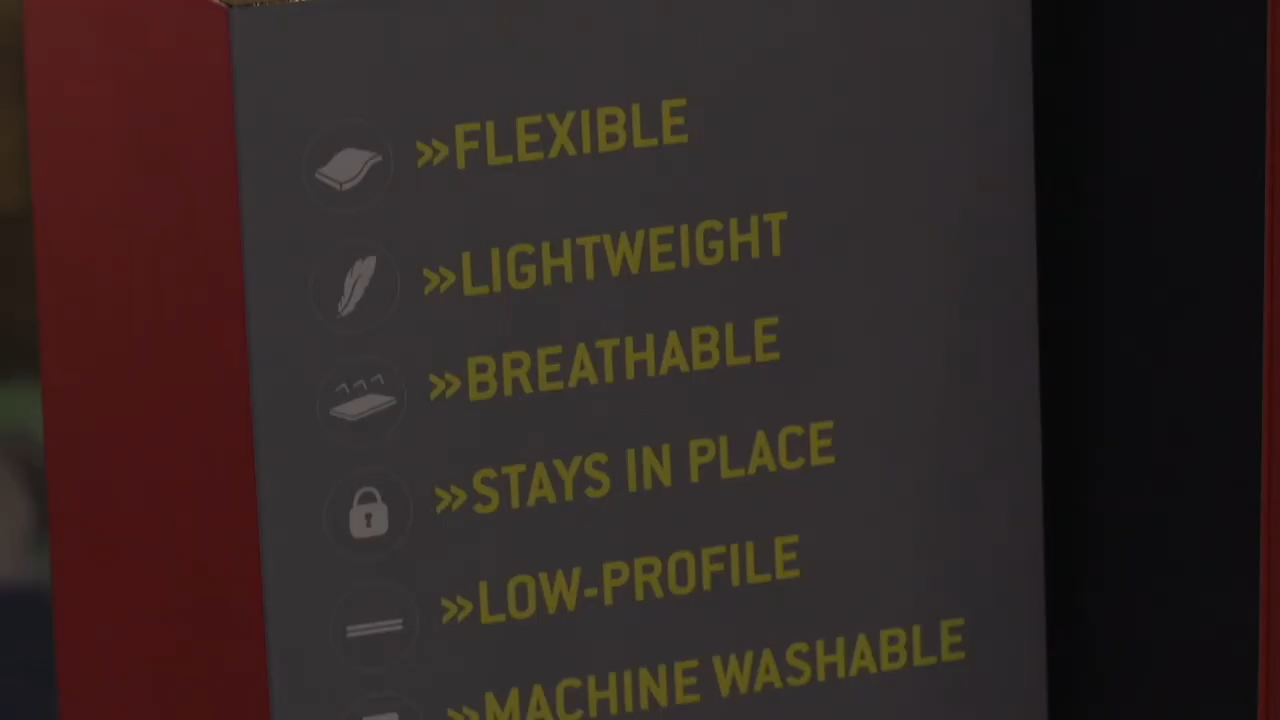 »FLEXIBLE
»LIGHTWEIGHT
»BREATHABLE
»STAYS IN PLACE
»LOW-PROFILE
»MACHINE WASHABLE